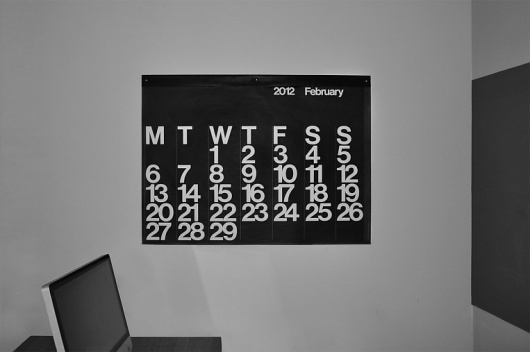 2012 February
M T W T F S S
1 2 3 4 5
6 7 8 9 10 11 12
13 14 15 16 17 18 19
20 21 22 23 24 25 26
27 28 29